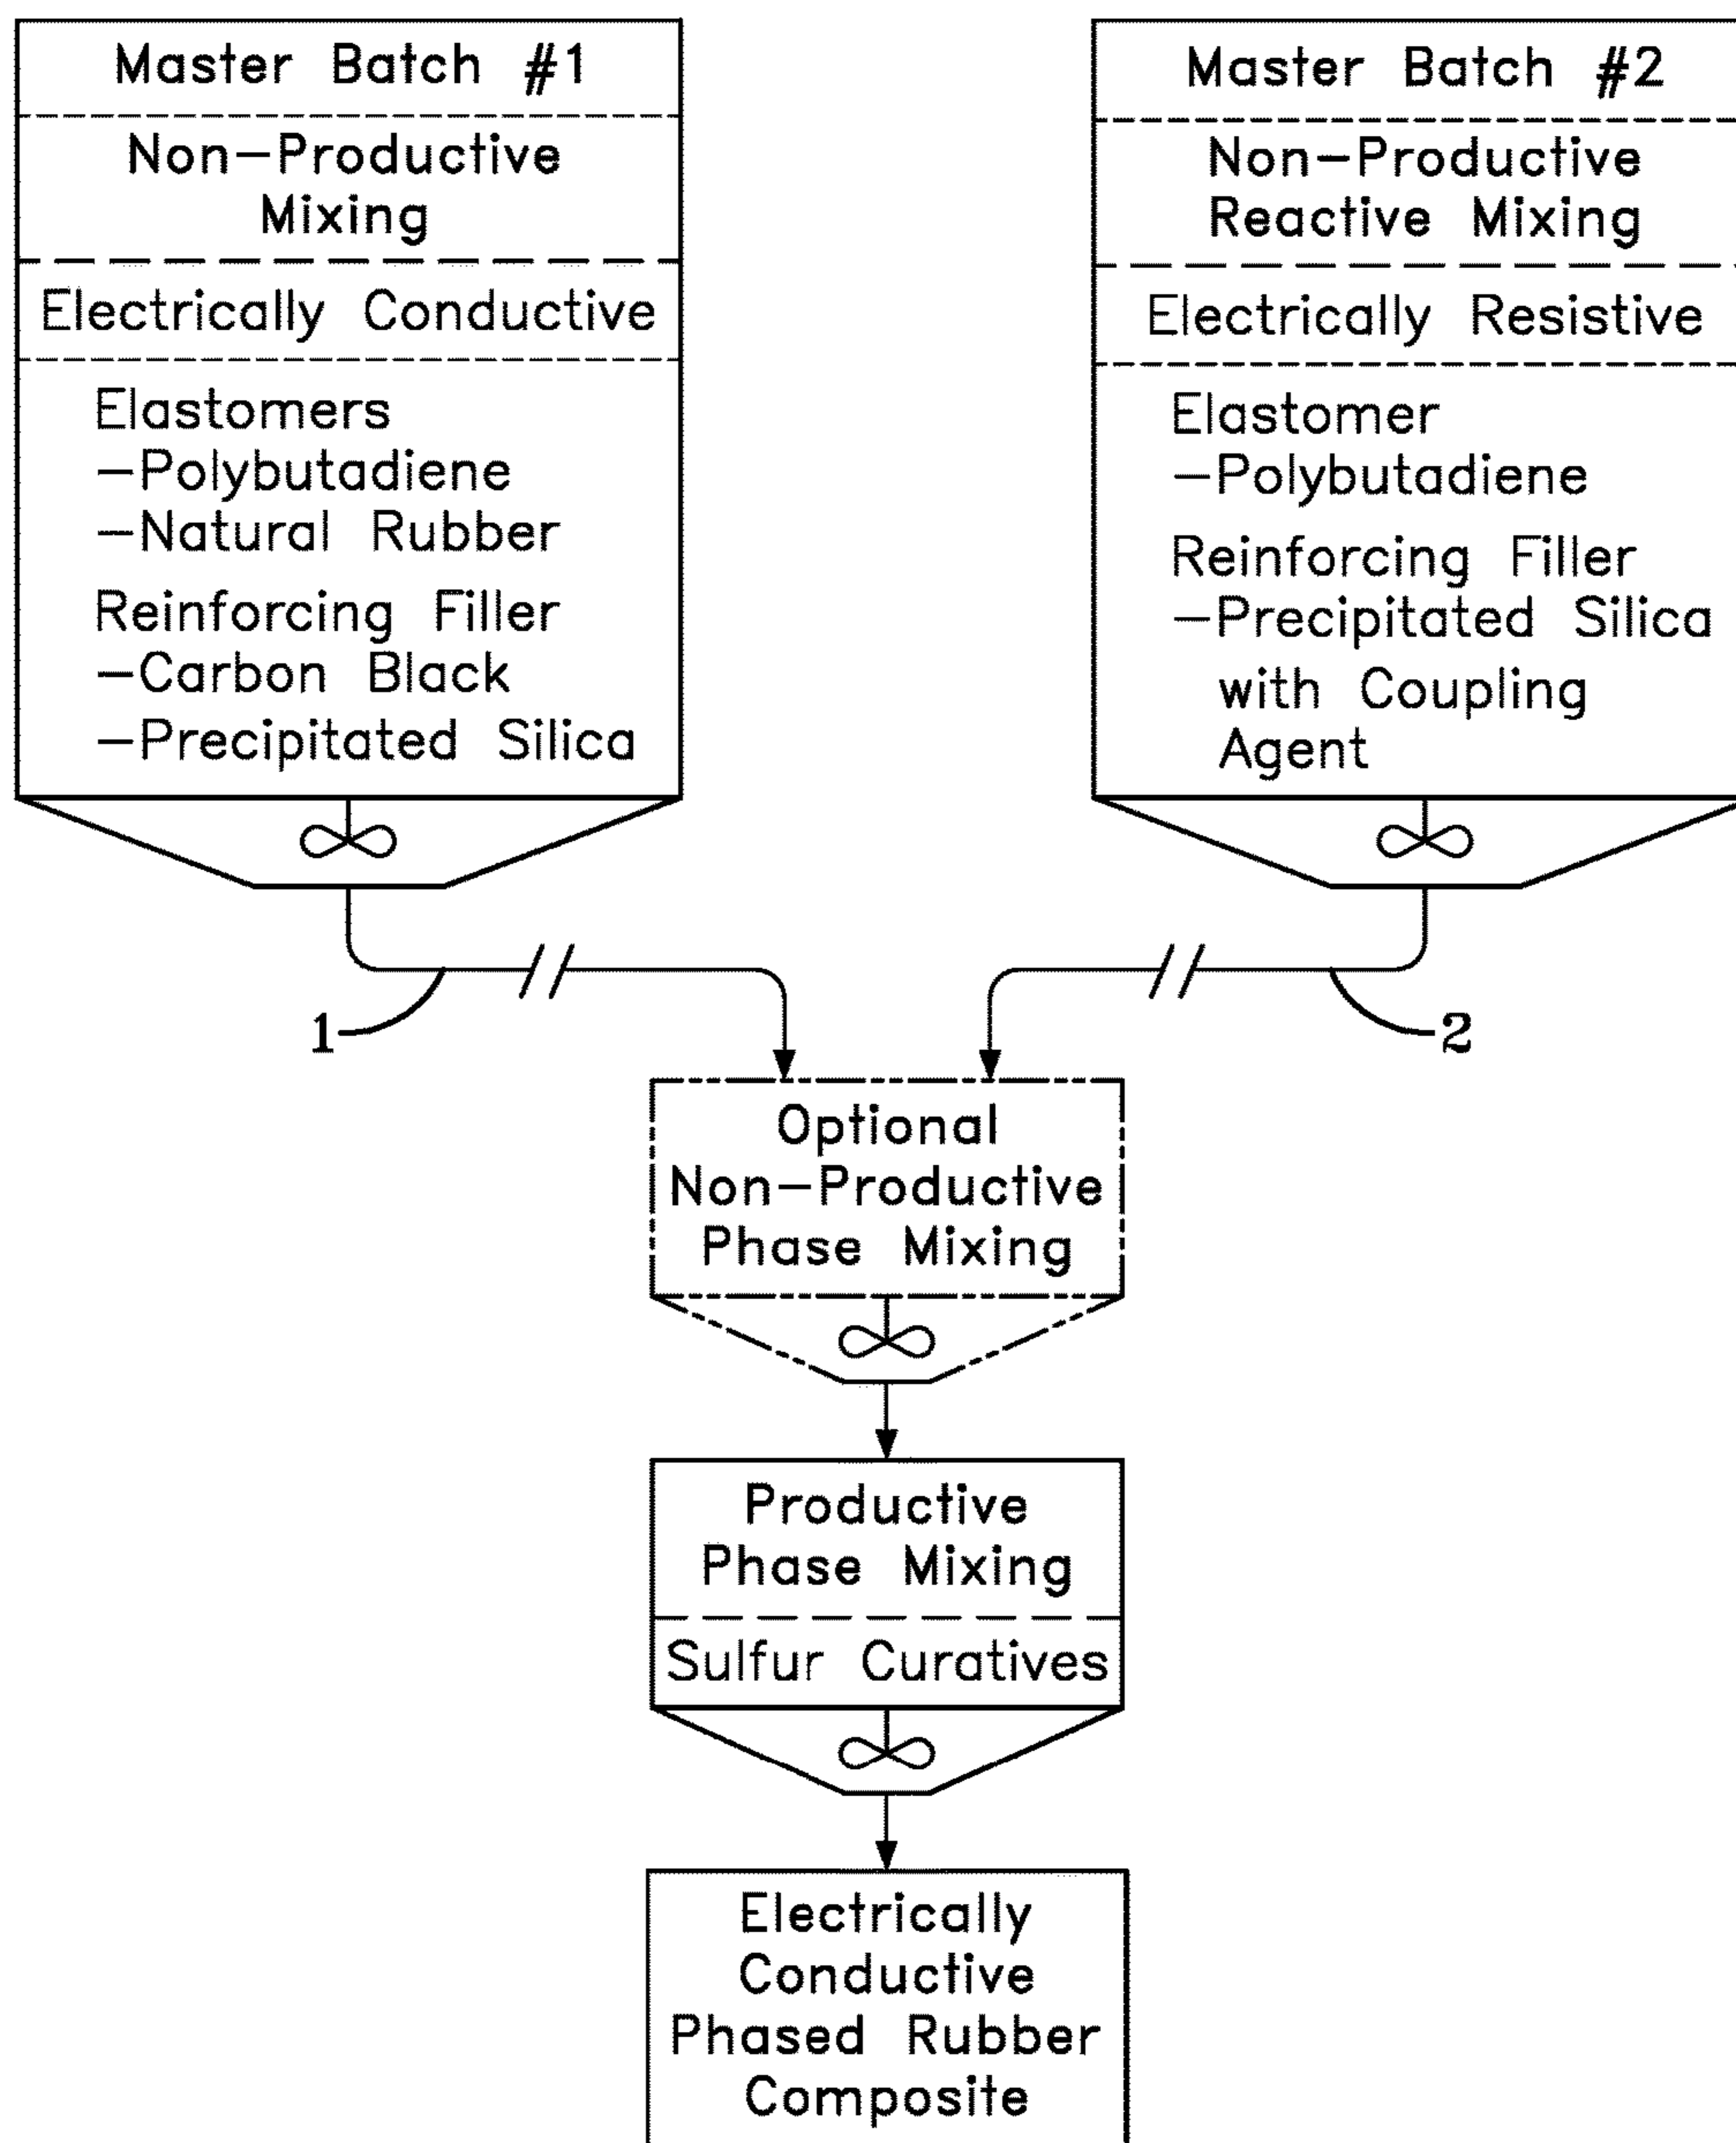 Master Batch #1
Non-Productive
Mixing
Electrically Conductive
Elastomers
-Polybutadiene
-Natural Rubber
Reinforcing Filler
-Carbon Black
-Precipitated Silica
Master Batch #2
Non-Productive
Reactive Mixing
Electrically Resistive
Elastomer
-Polybutadiene
Reinforcing Filler
-Precipitated Silica
with Coupling
Agent
1
2
Optional
Non-Productive
Phase Mixing
Productive
Phase Mixing
Sulfur Curatives
Electrically
Conductive
Phased Rubber
Composite